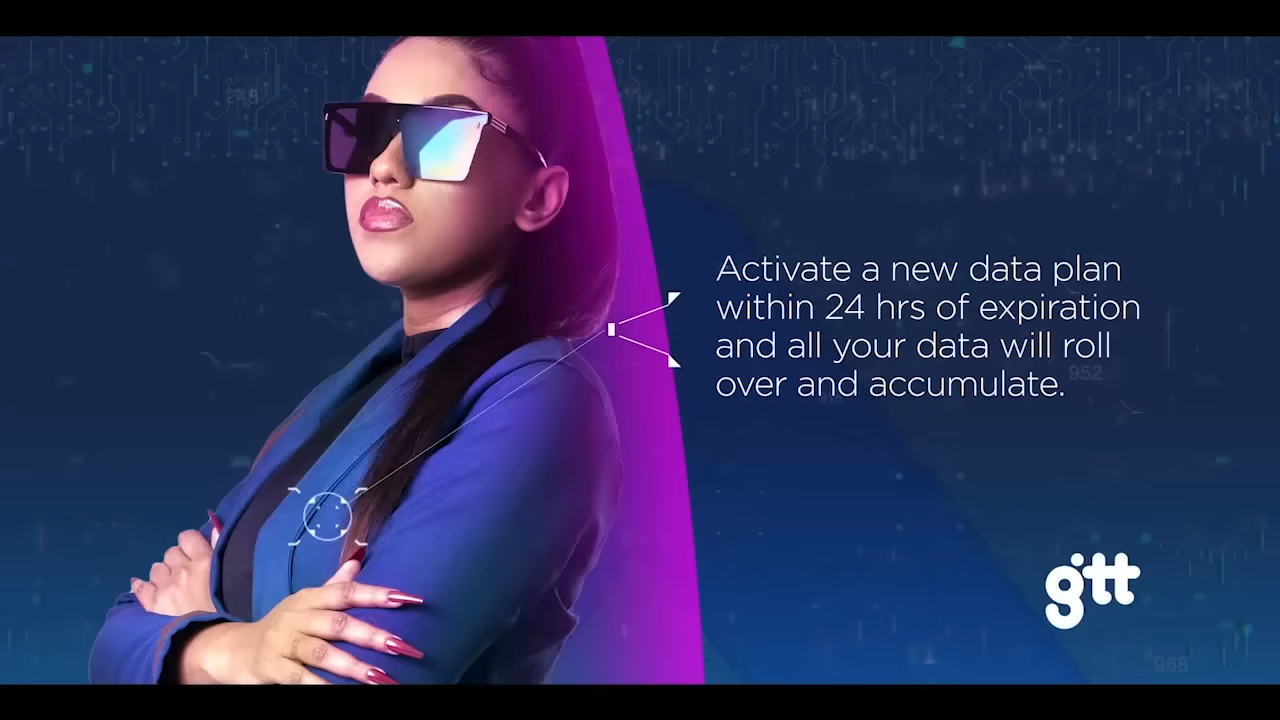 Activate a new data plan
within 24 hrs of expiration
and all your data will roll
over and accumulate.
952
gtt